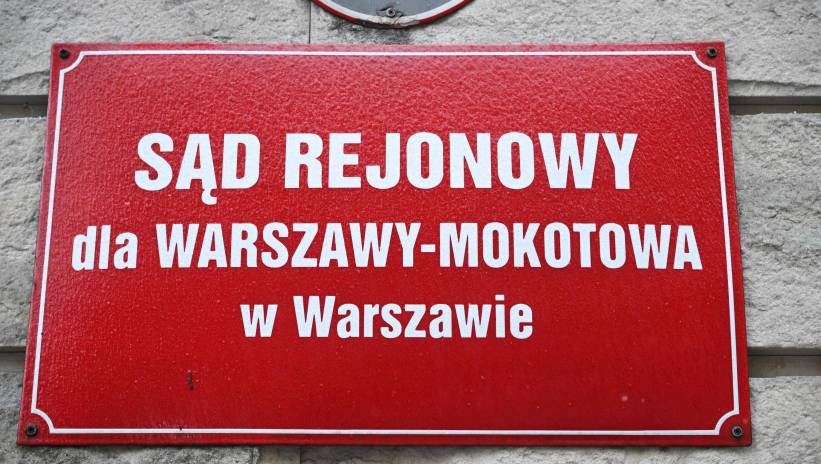 SĄD REJONOWY
dla WARSZAWY-MOKOTOWA
w Warszawie